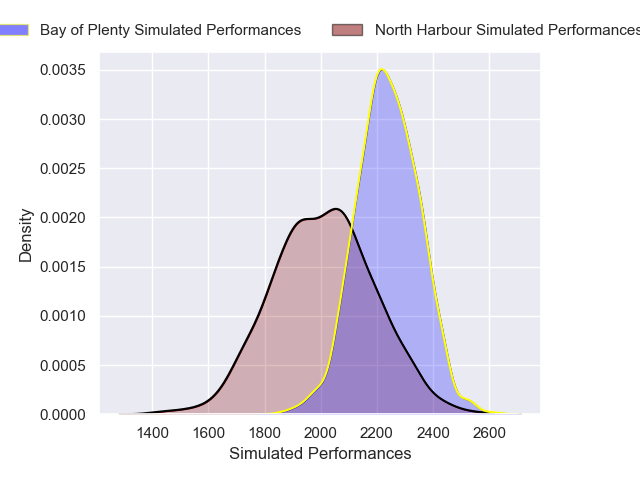 Bay of Plenty Simulated Performances
North Harbour Simulated Performances
0.0035
0.0030
0.0025
0.0020
0.0015
0.0010
0.0005
0.0000
Density
1400 1600 1800 2000 2200 2400 2600
Simulated Performances